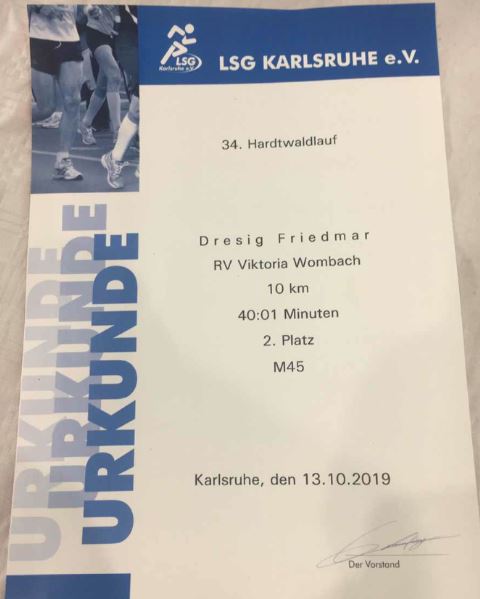 LSG
Karlsruhe e.V.
LSG KARLSRUHE e.V.
34. Hardtwaldlauf
Dresig Friedmar
RV Viktoria Wombach
10 km
40:01 Minuten
2. Platz
M45
Karlsruhe, den 13.10.2019
Der Vorstand
URKUNDE
URKUNDE
URKUNDE